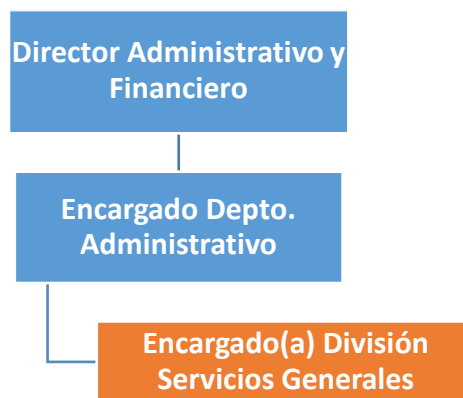 Director Administrativo y
Financiero
Encargado Depto.
Administrativo
Encargado(a) División
Servicios Generales